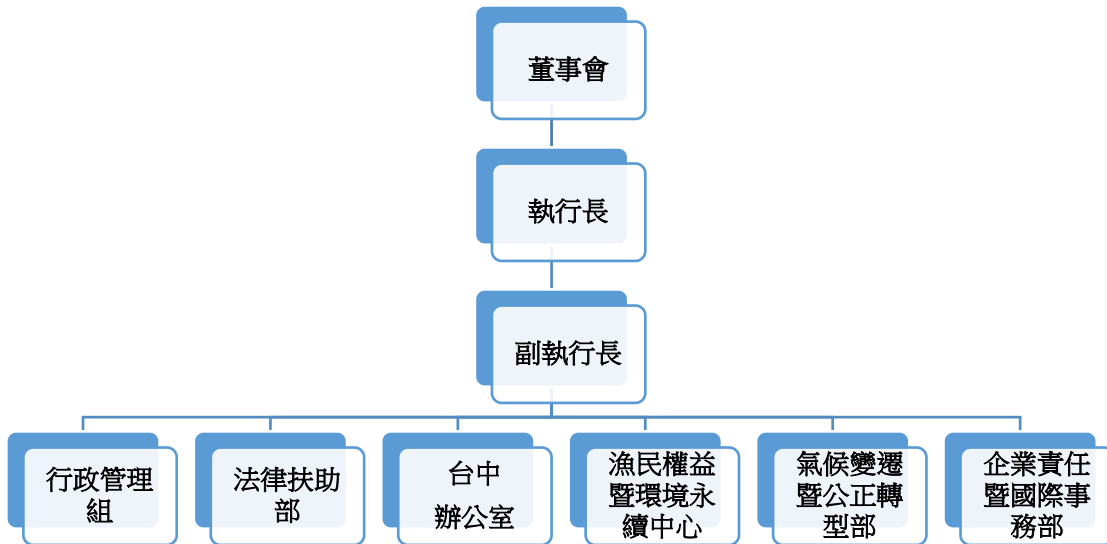 董事會
執行長
副執行長
行政管理
組
法律扶助
部
台中
辦公室
漁民權益
暨環境永
續中心
氣候變遷
暨公正轉
型部
企業責任
暨國際事
務部